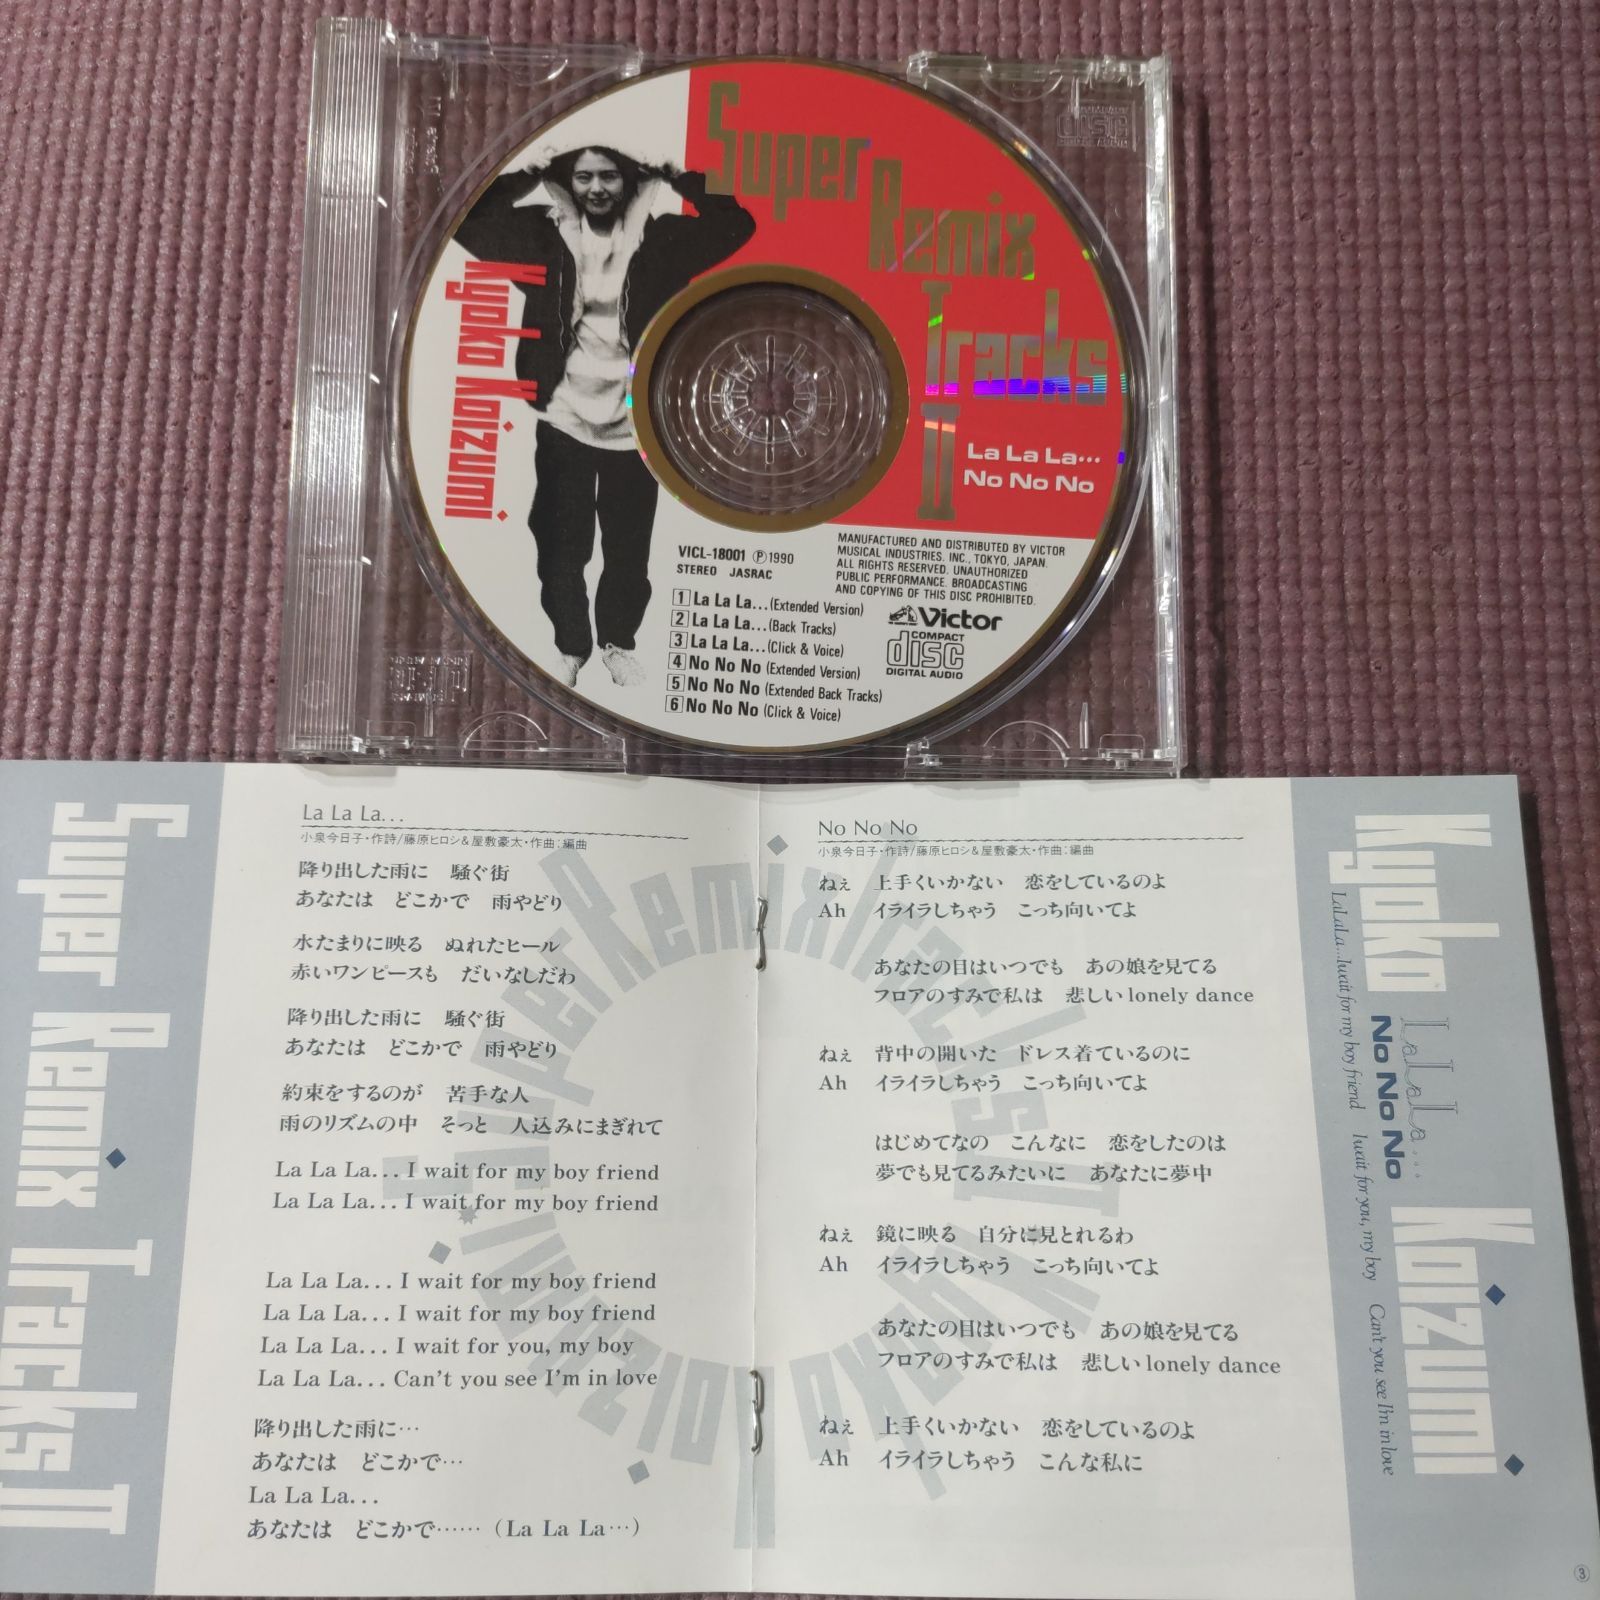 Super
Remix
Tracks
II
La La La…
No No No
Kyoko Koizumi
VICL-18001 Ⓟ1990
STEREO JASRAC
MANUFACTURED AND DISTRIBUTED BY VICTOR
MUSICAL INDUSTRIES, INC., TOKYO, JAPAN.
ALL RIGHTS RESERVED. UNAUTHORIZED
PUBLIC PERFORMANCE. BROADCASTING
AND COPYING OF THIS DISC PROHIBITED.
1 La La La...(Extended Version)
2 La La La...(Back Tracks)
3 La La La...(Click & Voice)
4 No No No (Extended Version)
5 No No No (Extended Back Tracks)
6 No No No (Click & Voice)
Victor
COMPACT
disc
DIGITAL AUDIO
Super Remix Tracks II
La La La...
小泉今日子・作詩/藤原ヒロシ&屋敷豪太・作曲:編曲
降り出した雨に 騒ぐ街
あなたは どこかで 雨やどり
水たまりに映る ぬれたヒール
赤いワンピースも だいなしだわ
降り出した雨に 騒ぐ街
あなたは どこかで 雨やどり
約束をするのが 苦手な人
雨のリズムの中 そっと 人込みにまぎれて
La La La... I wait for my boy friend
La La La... I wait for my boy friend
La La La... I wait for my boy friend
La La La... I wait for my boy friend
La La La... I wait for you, my boy
La La La... Can't you see I'm in love
降り出した雨に…
あなたは どこかで…
La La La...
あなたは どこかで……（La La La…）
No No No
小泉今日子・作詩/藤原ヒロシ&屋敷豪太・作曲:編曲
ねぇ 上手くいかない 恋をしているのよ
Ah イライラしちゃう こっち向いてよ
あなたの目はいつでも あの娘を見てる
フロアのすみで私は 悲しい lonely dance
ねぇ 背中の開いた ドレス着ているのに
Ah イライラしちゃう こっち向いてよ
はじめてなの こんなに 恋をしたのは
夢でも見てるみたいに あなたに夢中
ねぇ 鏡に映る 自分に見とれるわ
Ah イライラしちゃう こっち向いてよ
あなたの目はいつでも あの娘を見てる
フロアのすみで私は 悲しい lonely dance
ねぇ 上手くいかない 恋をしているのよ
Ah イライラしちゃう こんな私に
Kyoko Koizumi
La La La...
No No No
La La La... I wait for my boy friend I wait for you, my boy Can't you see I'm in love
Super Remix Tracks II Kyoko Koizumi
③